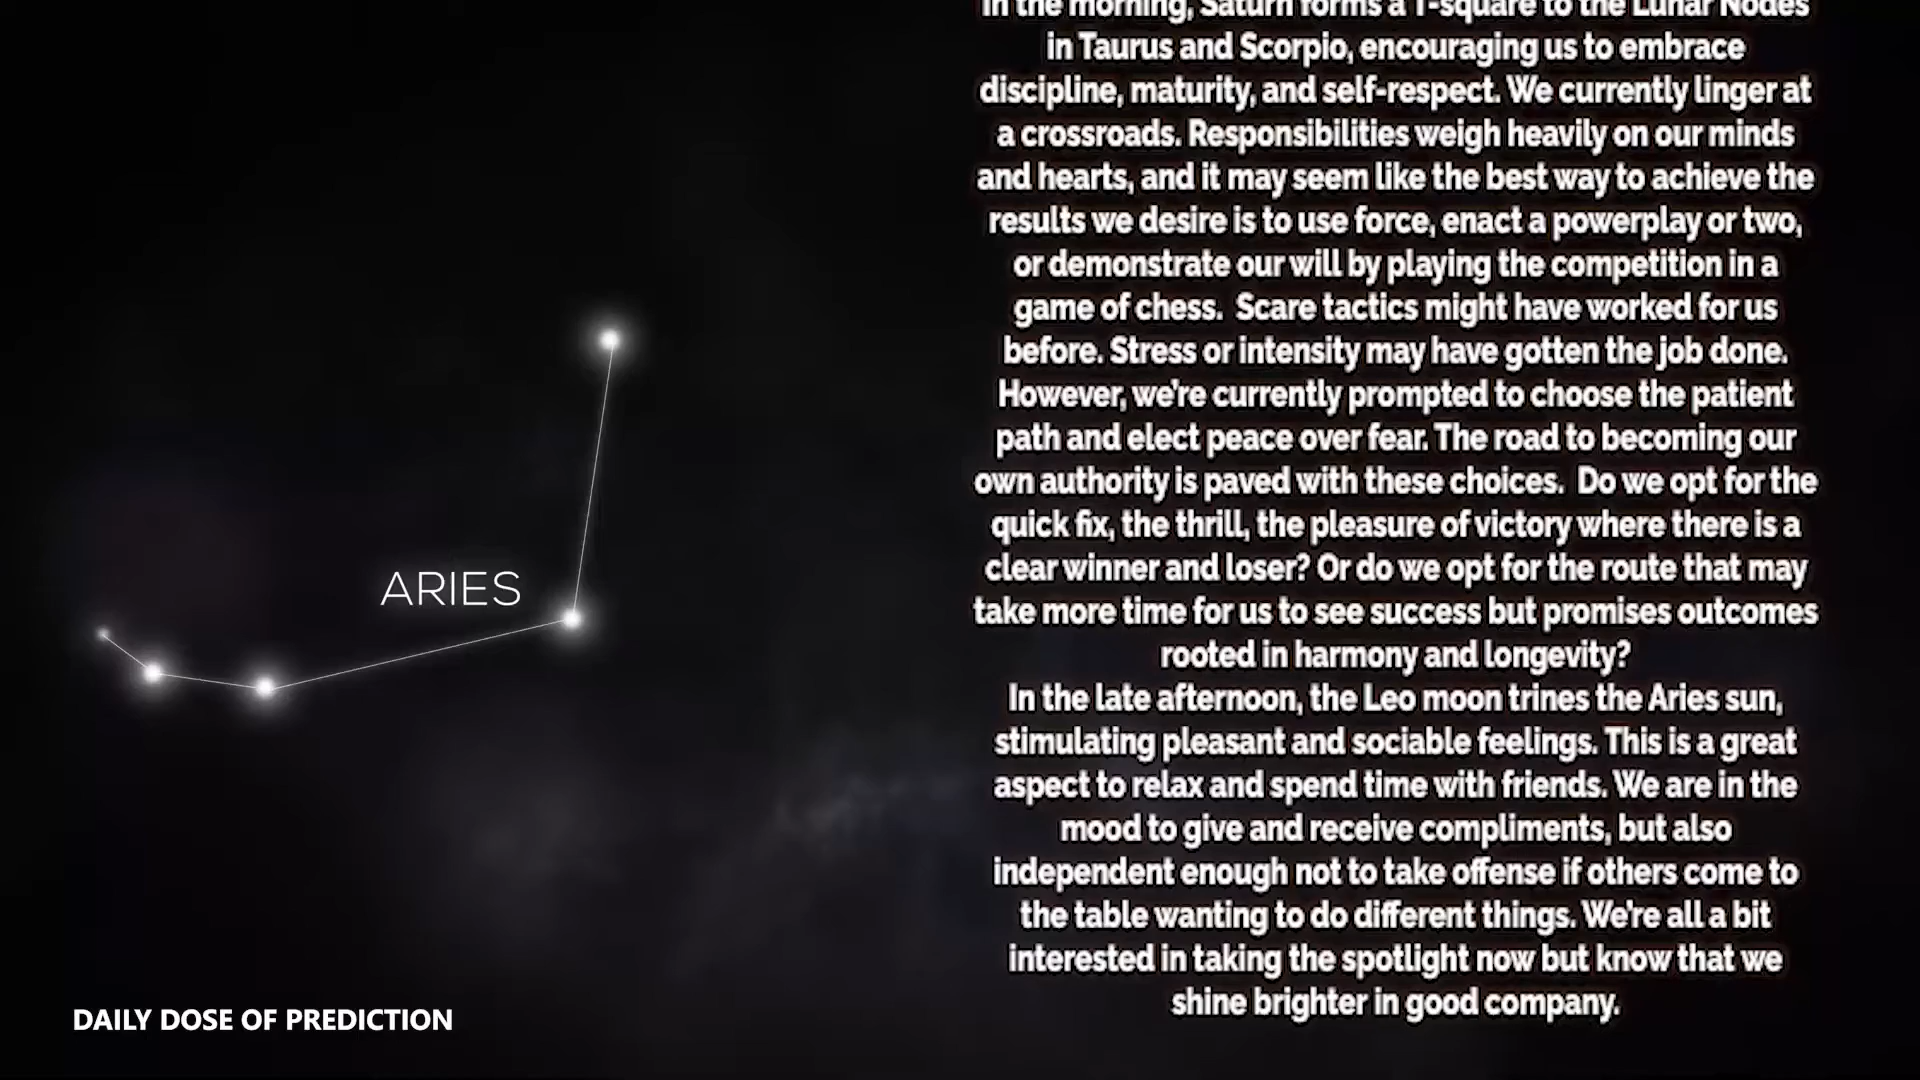 In the morning, Saturn forms a T-square to the Lunar Nodes
in Taurus and Scorpio, encouraging us to embrace
discipline, maturity, and self-respect. We currently linger at
a crossroads. Responsibilities weigh heavily on our minds
and hearts, and it may seem like the best way to achieve the
results we desire is to use force, enact a powerplay or two,
or demonstrate our will by playing the competition in a
game of chess.  Scare tactics might have worked for us
before. Stress or intensity may have gotten the job done.
However, we're currently prompted to choose the patient
path and elect peace over fear. The road to becoming our
own authority is paved with these choices.  Do we opt for the
quick fix, the thrill, the pleasure of victory where there is a
clear winner and loser? Or do we opt for the route that may
take more time for us to see success but promises outcomes
rooted in harmony and longevity?
In the late afternoon, the Leo moon trines the Aries sun,
stimulating pleasant and sociable feelings. This is a great
aspect to relax and spend time with friends. We are in the
mood to give and receive compliments, but also
independent enough not to take offense if others come to
the table wanting to do different things. We're all a bit
interested in taking the spotlight now but know that we
shine brighter in good company.
ARIES
DAILY DOSE OF PREDICTION